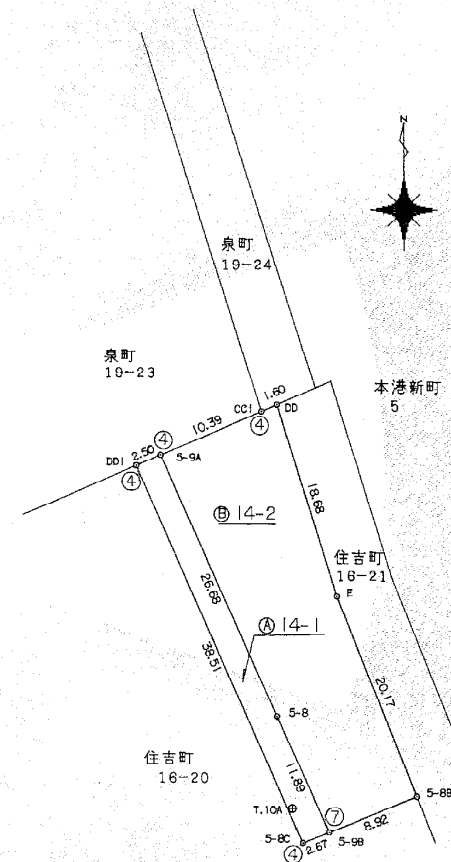 N
泉町
19-24
泉町
19-23
本港新町
5
1.60
CC1
DD
④
10.39
④
2.50
DD1
5-9A
④
Ⓑ 14-2
18.68
住吉町
16-21
E
26.68
38.51
Ⓐ 14-1
20.17
5-8
住吉町
16-20
11.89
T.10A
5-8B
⑦
8.92
5-8C
5-9B
2.67
④